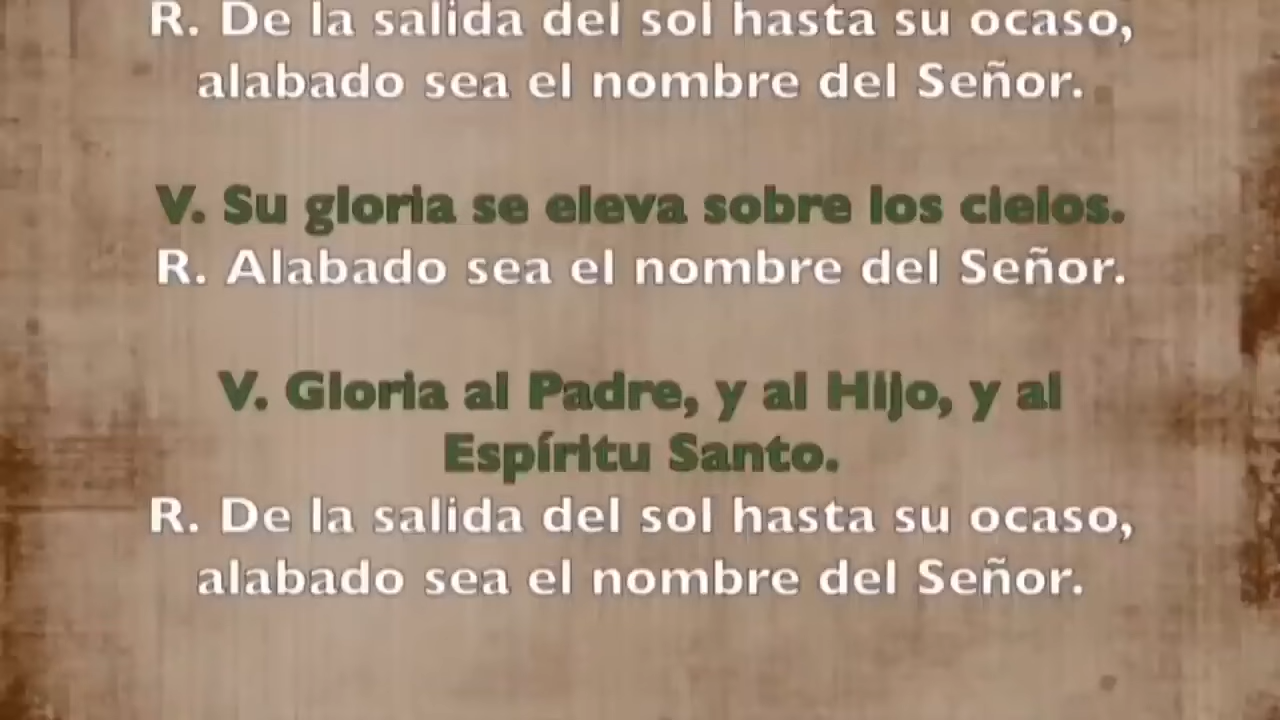 R. De la salida del sol hasta su ocaso,
alabado sea el nombre del Señor.
V. Su gloria se eleva sobre los cielos.
R. Alabado sea el nombre del Señor.
V. Gloria al Padre, y al Hijo, y al
Espíritu Santo.
R. De la salida del sol hasta su ocaso,
alabado sea el nombre del Señor.